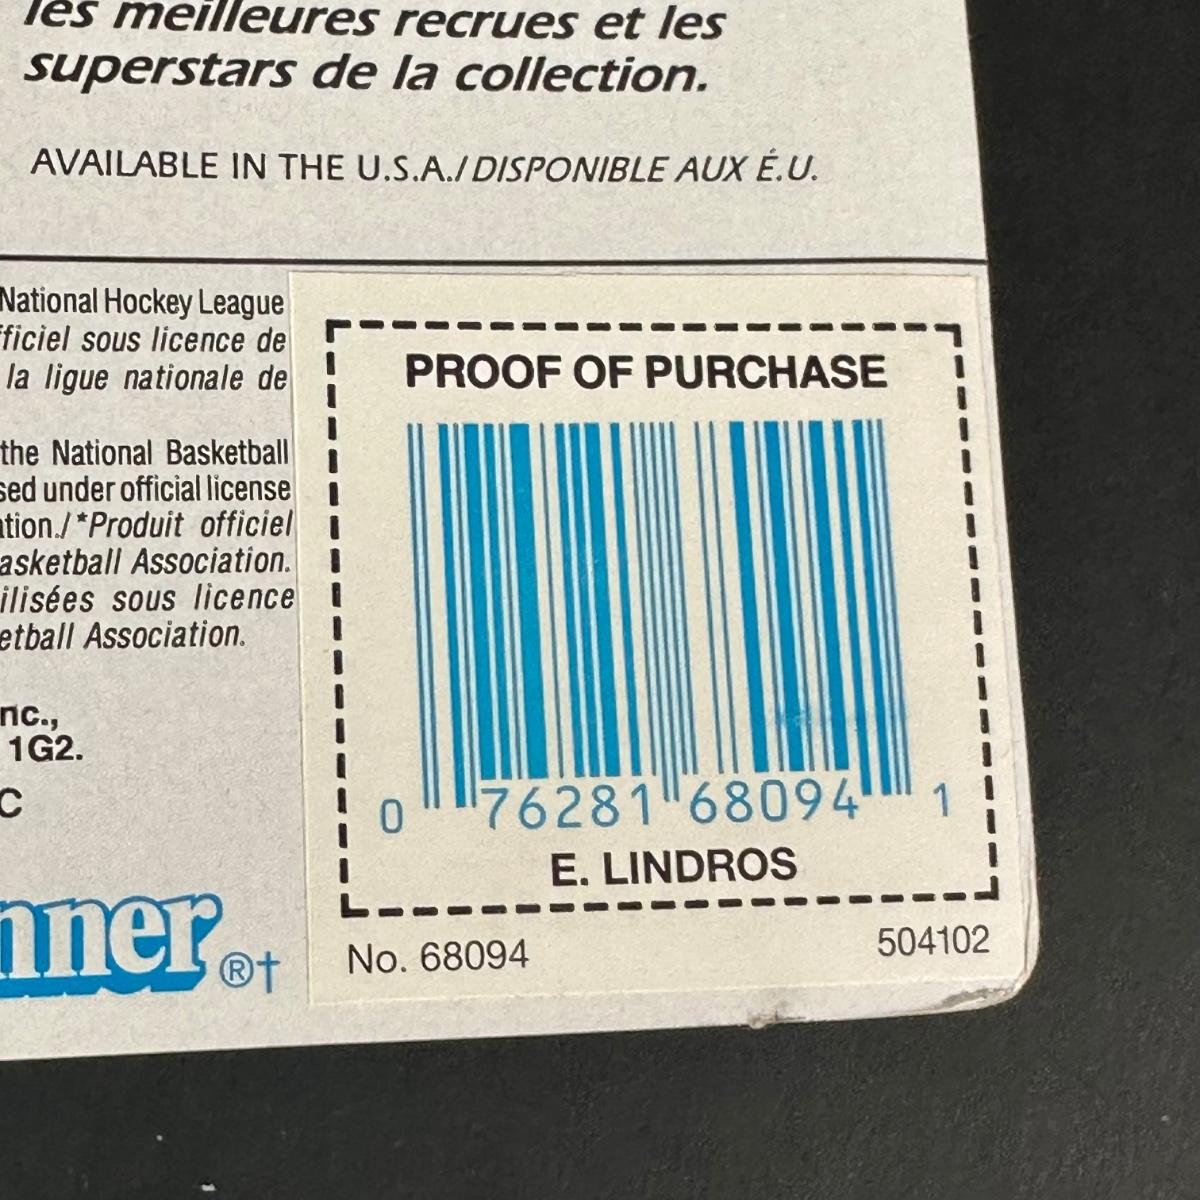 les meilleures recrues et les
superstars de la collection.
AVAILABLE IN THE U.S.A./DISPONIBLE AUX É.U.
National Hockey League
fficiel sous licence de
la ligue nationale de
the National Basketball
sed under official license
ation./*Produit officiel
asketball Association.
ilisées sous licence
etball Association.
nc.,
1G2.
C
nner®†
PROOF OF PURCHASE
0 76281 68094 1
E. LINDROS
No. 68094 504102